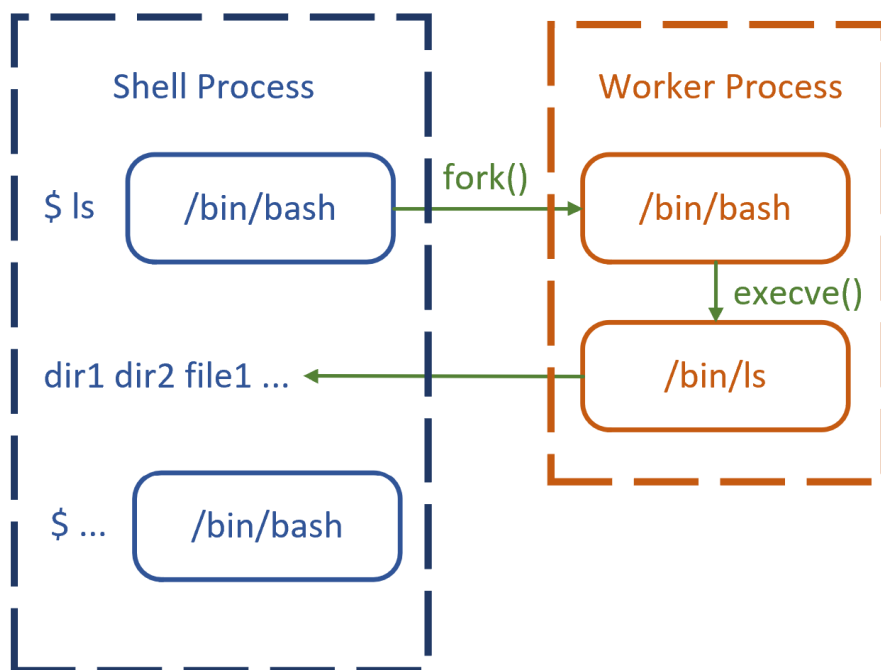 Shell Process
Worker Process
$ ls
/bin/bash
fork()
/bin/bash
execve()
dir1 dir2 file1 ...
/bin/ls
$ ...
/bin/bash